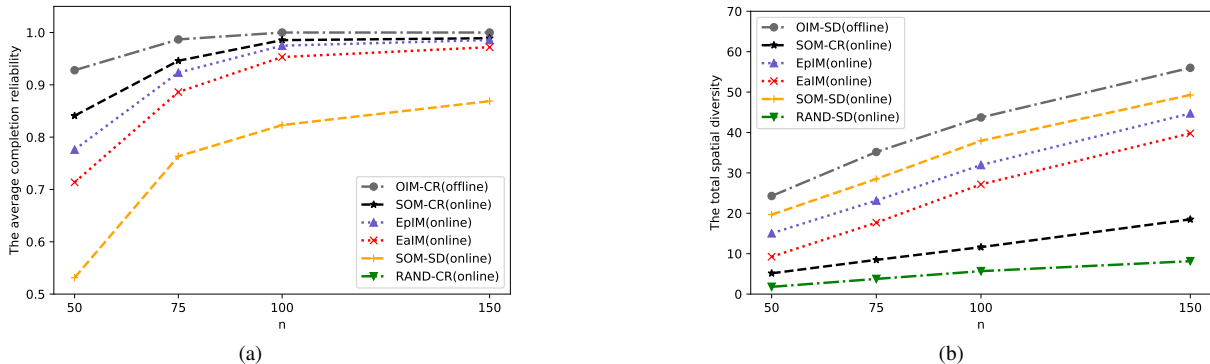 The average completion reliability
1.0
0.9
0.8
0.7
0.6
0.5
OIM-CR(offline)
SOM-CR(online)
EpIM(online)
EaIM(online)
SOM-SD(online)
RAND-CR(online)
50
75
100
150
n
(a)
The total spatial diversity
70
60
50
40
30
20
10
0
OIM-SD(offline)
SOM-CR(online)
EpIM(online)
EaIM(online)
SOM-SD(online)
RAND-SD(online)
50
75
100
150
n
(b)